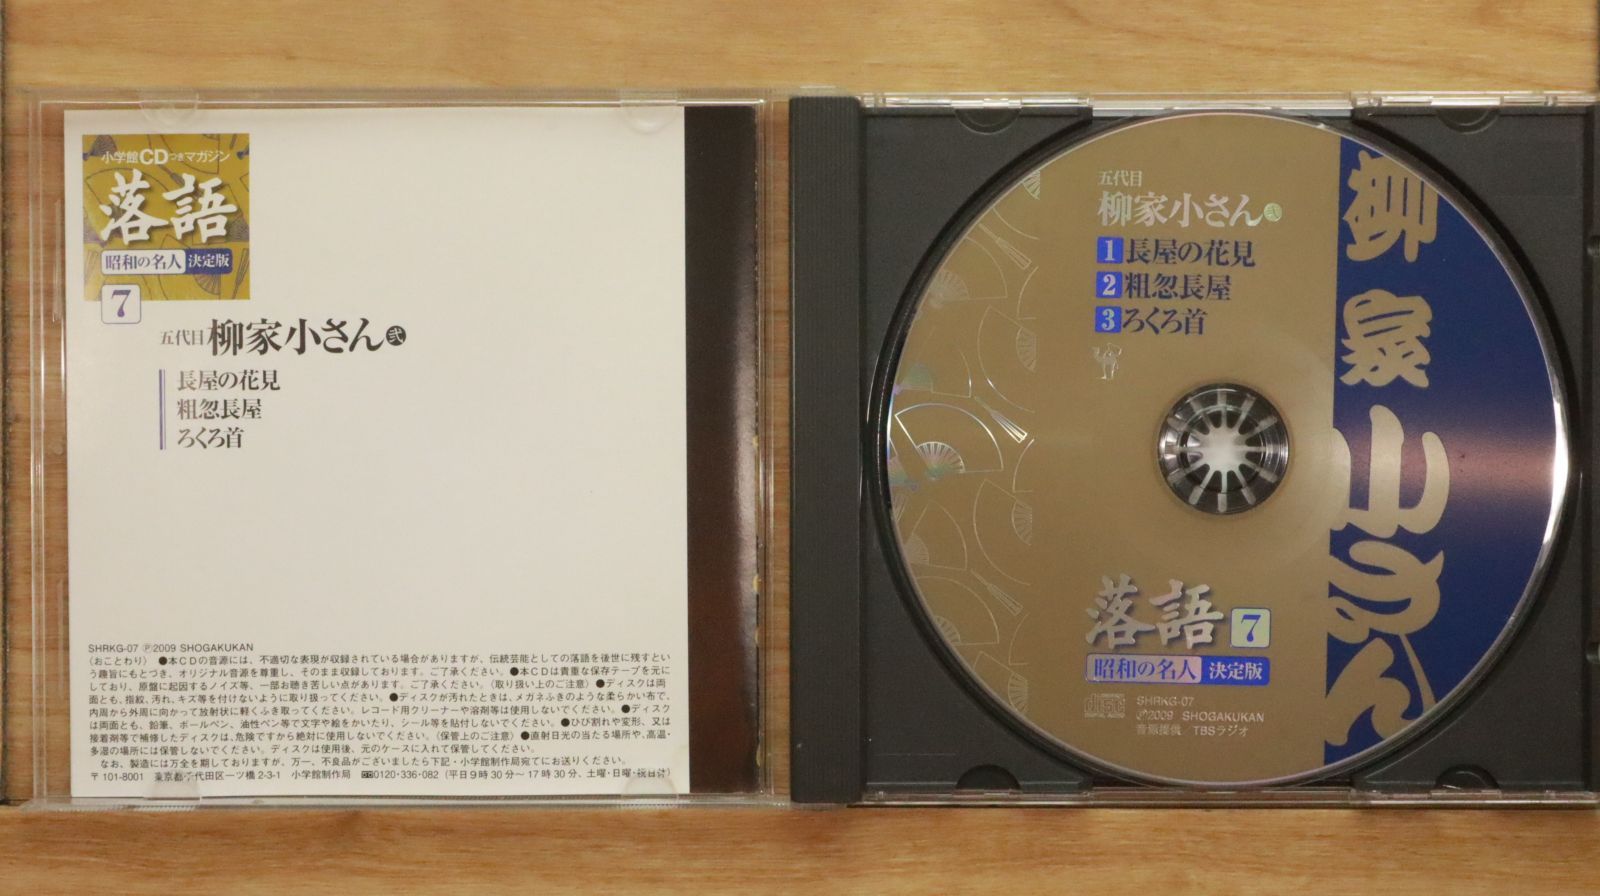 小学館CDつきマガジン
落語
昭和の名人 決定版
7
五代目 柳家小さん 弐
長屋の花見
粗忽長屋
ろくろ首
SHRKG-07 ℗2009 SHOGAKUKAN
〈おことわり〉 ●本CDの音源には、不適切な表現が収録されている場合がありますが、伝統芸能としての落語を後世に残すとい
う趣旨にもとづき、オリジナル音源を尊重し、そのまま収録しております。ご了承ください。●本CDは貴重な保存テープを元に
しており、原盤に起因するノイズ等、一部お聴き苦しい点があります。ご了承ください。〈取り扱い上のご注意〉●ディスクは両
面とも、指紋、汚れ、キズ等を付けないように取り扱ってください。●ディスクが汚れたときは、メガネふきのような柔らかい布で、
内周から外周に向かって放射状に軽くふき取ってください。レコード用クリーナーや溶剤等は使用しないでください。●ディスク
は両面とも、鉛筆、ボールペン、油性ペン等で文字や絵をかいたり、シール等を貼付しないでください。●ひび割れや変形、又は
接着剤等で補修したディスクは、危険ですから絶対に使用しないでください。〈保管上のご注意〉●直射日光の当たる場所や、高温・
多湿の場所には保管しないでください。ディスクは使用後、元のケースに入れて保管してください。
なお、製造には万全を期しておりますが、万一、不良品がございましたら下記・小学館制作局宛てにお送りください。
〒101-8001 東京都千代田区一ツ橋2-3-1 小学館制作局 0120-336-082 (平日9時30分～17時30分、土曜・日曜・祝日休)
五代目
柳家小さん 弐
1 長屋の花見
2 粗忽長屋
3 ろくろ首
落語 7
昭和の名人 決定版
COMPACT disc DIGITAL AUDIO
SHRKG-07
℗2009 SHOGAKUKAN
音源提供／TBSラジオ
柳家小さん